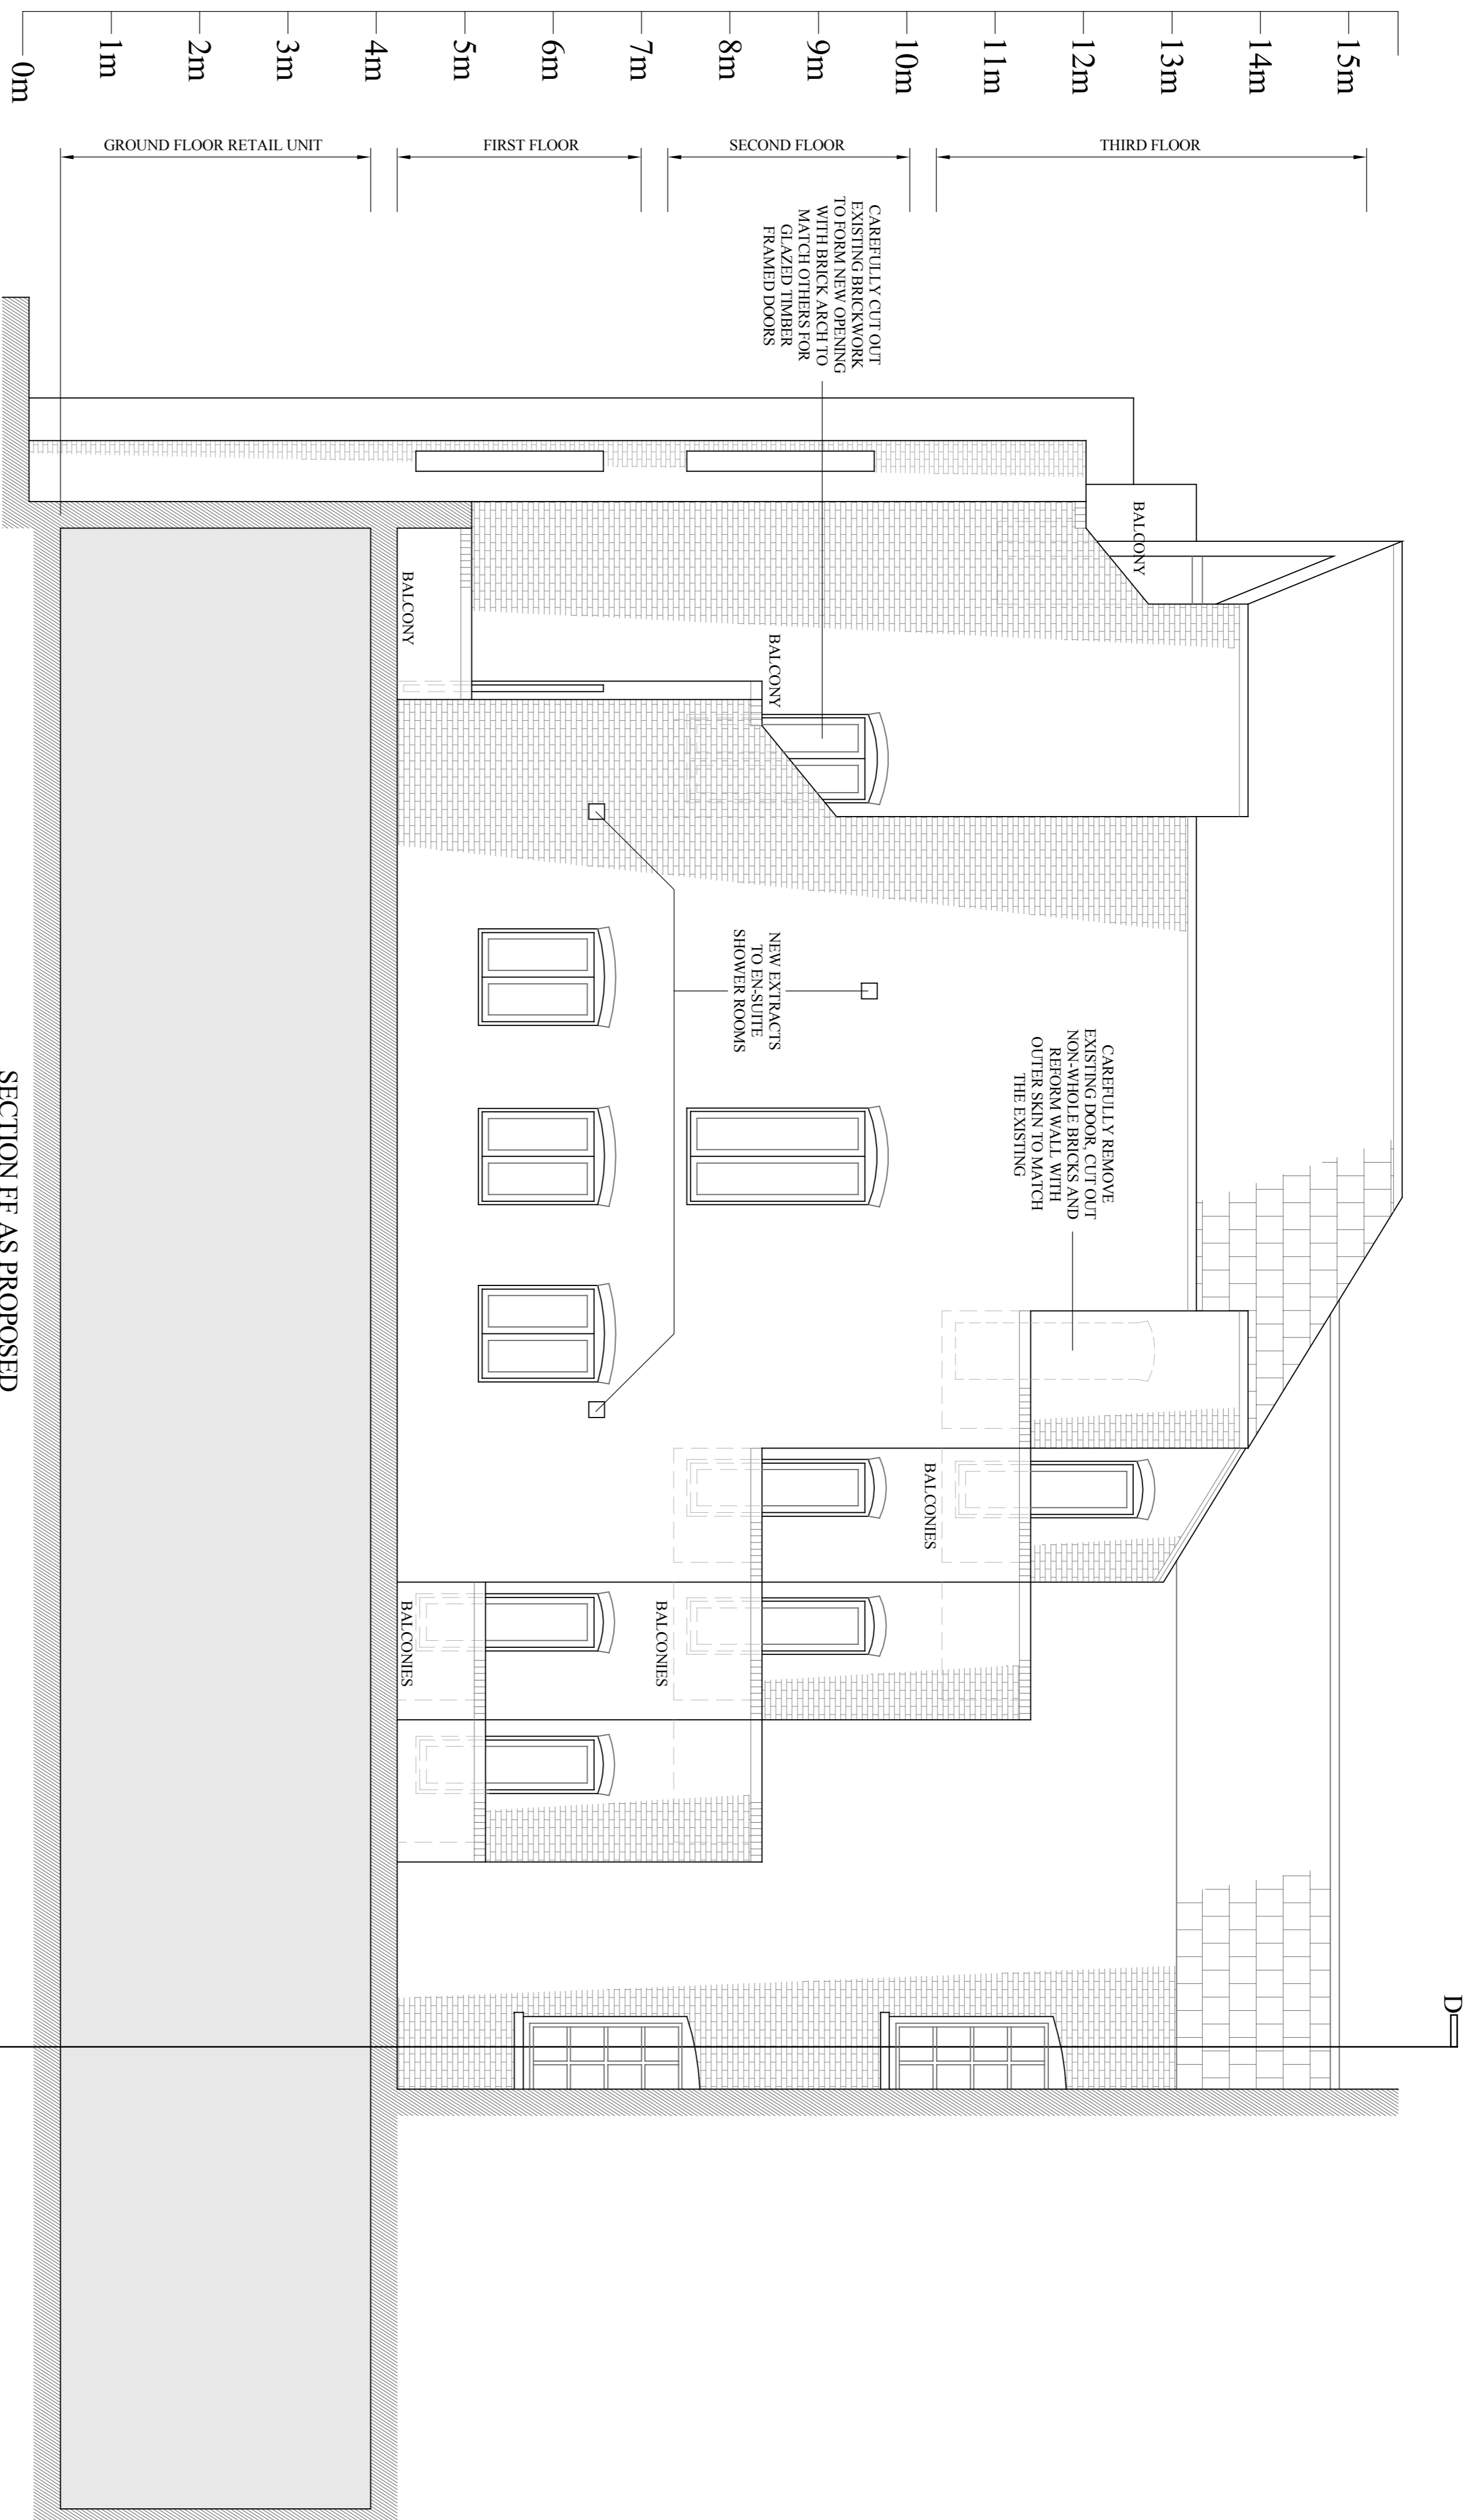 15m
14m
13m
12m
11m
10m
9m
8m
7m
6m
5m
4m
3m
2m
1m
0m
THIRD FLOOR
SECOND FLOOR
FIRST FLOOR
GROUND FLOOR RETAIL UNIT
CAREFULLY CUT OUT
EXISTING BRICKWORK
TO FORM NEW OPENING
WITH BRICK ARCH TO
MATCH OTHERS FOR
GLAZED TIMBER
FRAMED DOORS
BALCONY
BALCONY
BALCONY
NEW EXTRACTS
TO EN-SUITE
SHOWER ROOMS
CAREFULLY REMOVE
EXISTING DOOR, CUT OUT
NON-WHOLE BRICKS AND
REFORM WALL WITH
OUTER SKIN TO MATCH
THE EXISTING
BALCONIES
BALCONIES
BALCONIES
D
SECTION FF AS PROPOSED